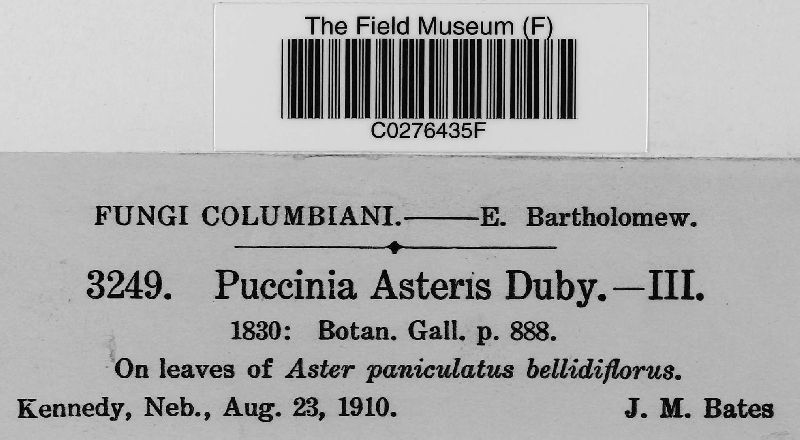 The Field Museum (F)
C0276435F
FUNGI COLUMBIANI.——E. Bartholomew.
3249. Puccinia Asteris Duby.—III.
1830: Botan. Gall. p. 888.
On leaves of Aster paniculatus bellidiflorus.
Kennedy, Neb., Aug. 23, 1910. J. M. Bates